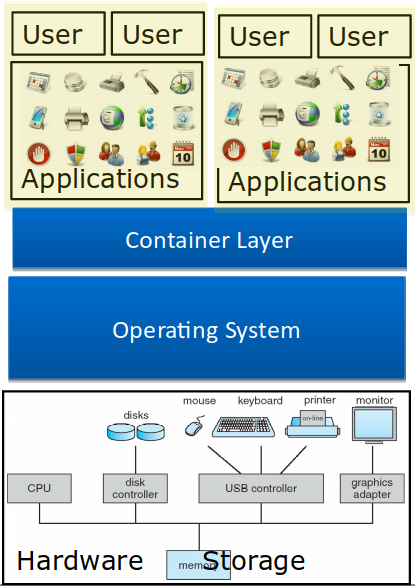 User User User User
Applications Applications
Container Layer
Operating System
mouse keyboard printer monitor
disks
on-line
CPU
disk controller
USB controller
graphics adapter
memory
Hardware Storage